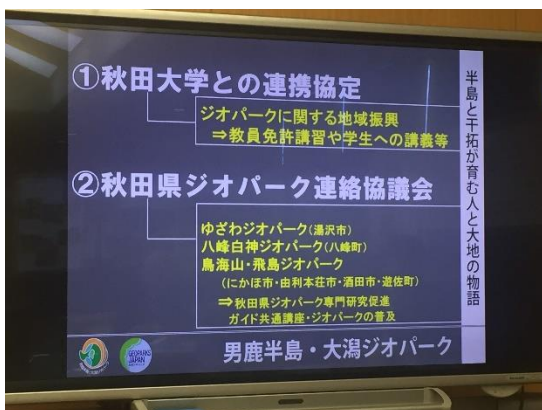 ①秋田大学との連携協定
ジオパークに関する地域振興
⇒教員免許講習や学生への講義等
②秋田県ジオパーク連絡協議会
ゆざわジオパーク(湯沢市)
八峰白神ジオパーク(八峰町)
鳥海山・飛島ジオパーク
(にかほ市・由利本荘市・酒田市・遊佐町)
⇒秋田県ジオパーク専門研究促進
ガイド共通講座・ジオパークの普及
半島と干拓が育む人と大地の物語
GEOPARKS
JAPAN
男鹿半島・大潟ジオパーク